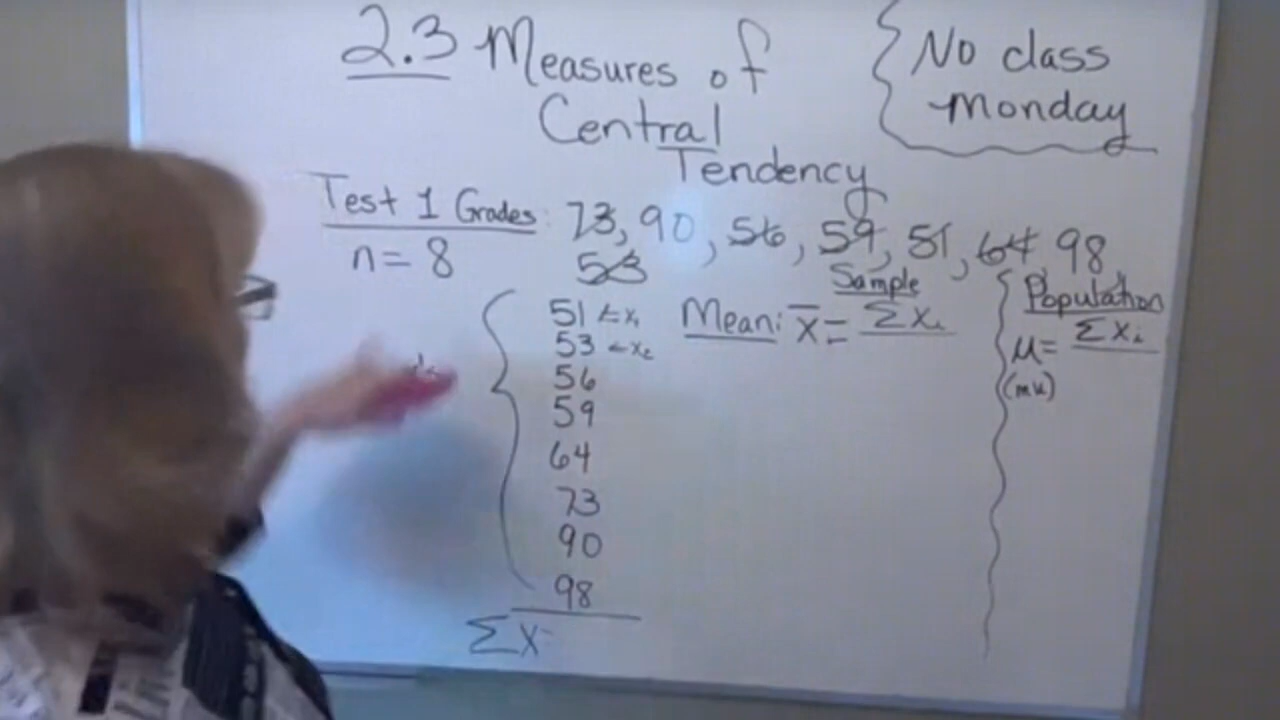 2.3 Measures of
Central
Tendency
No class
Monday
Test 1 Grades: 73, 90, 56, 59, 51, 64 98
n = 8
53
51 ← x₁
53 ← x₂
56
59
64
73
90
98
Σx=
Sample
Mean: x̄ = Σxᵢ
Population
μ = Σxᵢ
(mu)